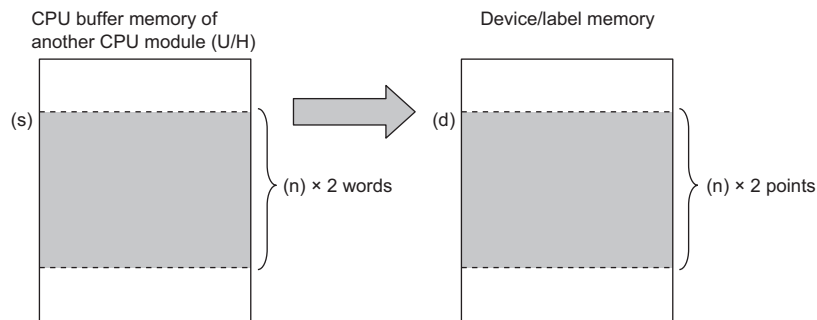 CPU buffer memory of
another CPU module (U/H)
Device/label memory
(s)
(d)
(n) × 2 words
(n) × 2 points